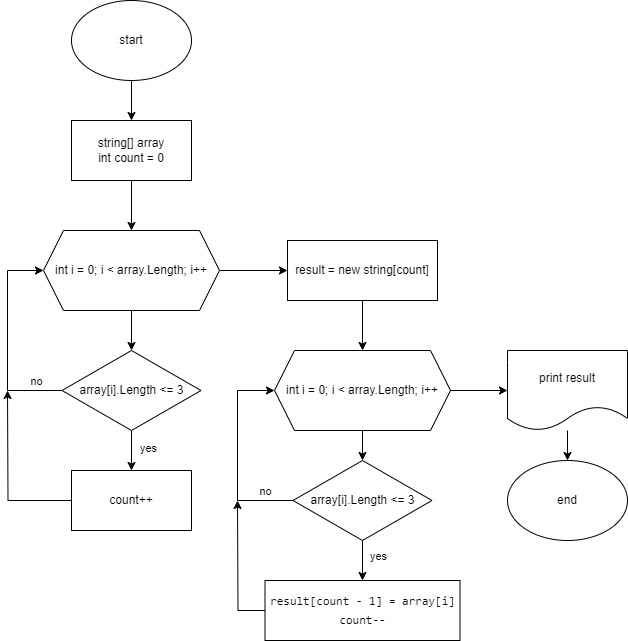 start
string[] array
int count = 0
int i = 0; i < array.Length; i++
array[i].Length <= 3
no
yes
count++
result = new string[count]
int i = 0; i < array.Length; i++
array[i].Length <= 3
no
yes
result[count - 1] = array[i]
count--
print result
end